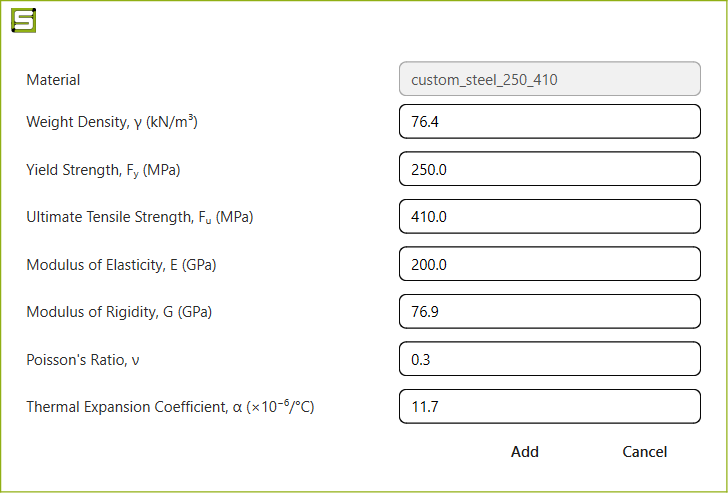 S
Material custom_steel_250_410
Weight Density, γ (kN/m³) 76.4
Yield Strength, Fy (MPa) 250.0
Ultimate Tensile Strength, Fu (MPa) 410.0
Modulus of Elasticity, E (GPa) 200.0
Modulus of Rigidity, G (GPa) 76.9
Poisson's Ratio, ν 0.3
Thermal Expansion Coefficient, α (×10⁻⁶/°C) 11.7
Add Cancel